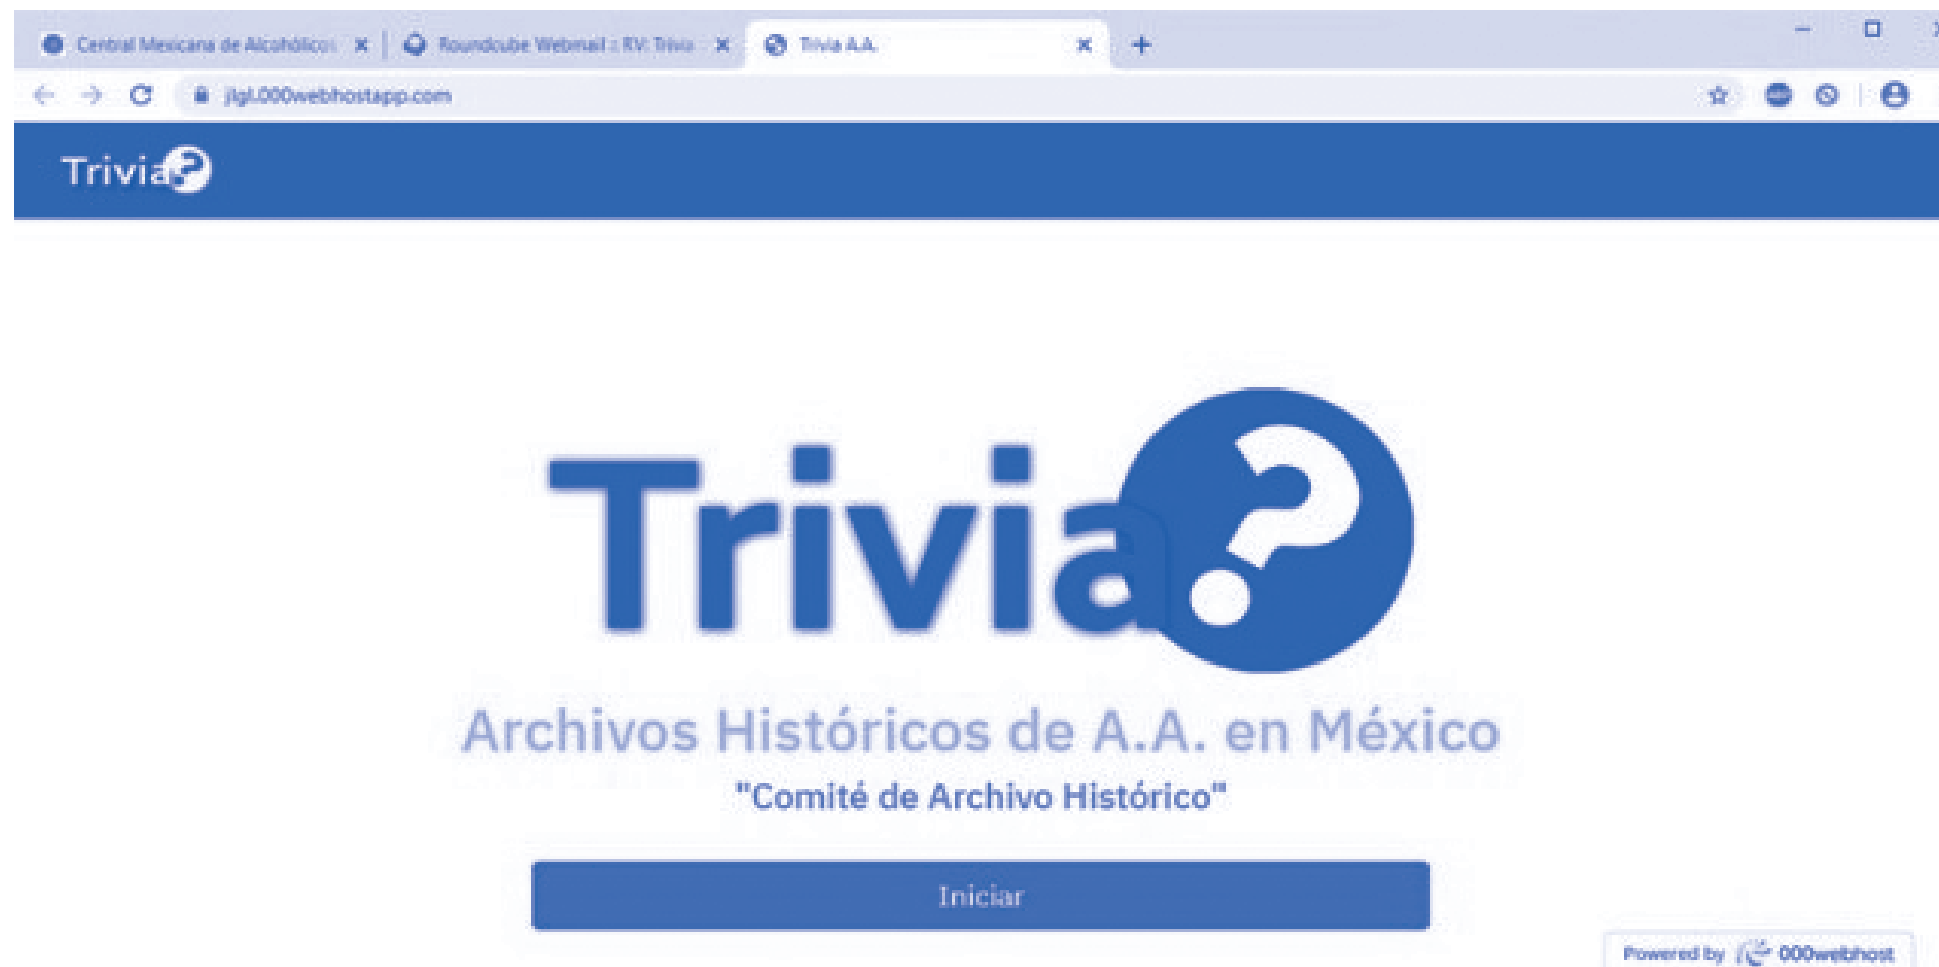 Central Mexicana de Alcohólicos
Roundcube Webmail :: RV: Trivia
Trivia A.A.
jlgl.000webhostapp.com
Trivia?
Trivia?
Archivos Históricos de A.A. en México
"Comité de Archivo Histórico"
Iniciar
Powered by 000webhost